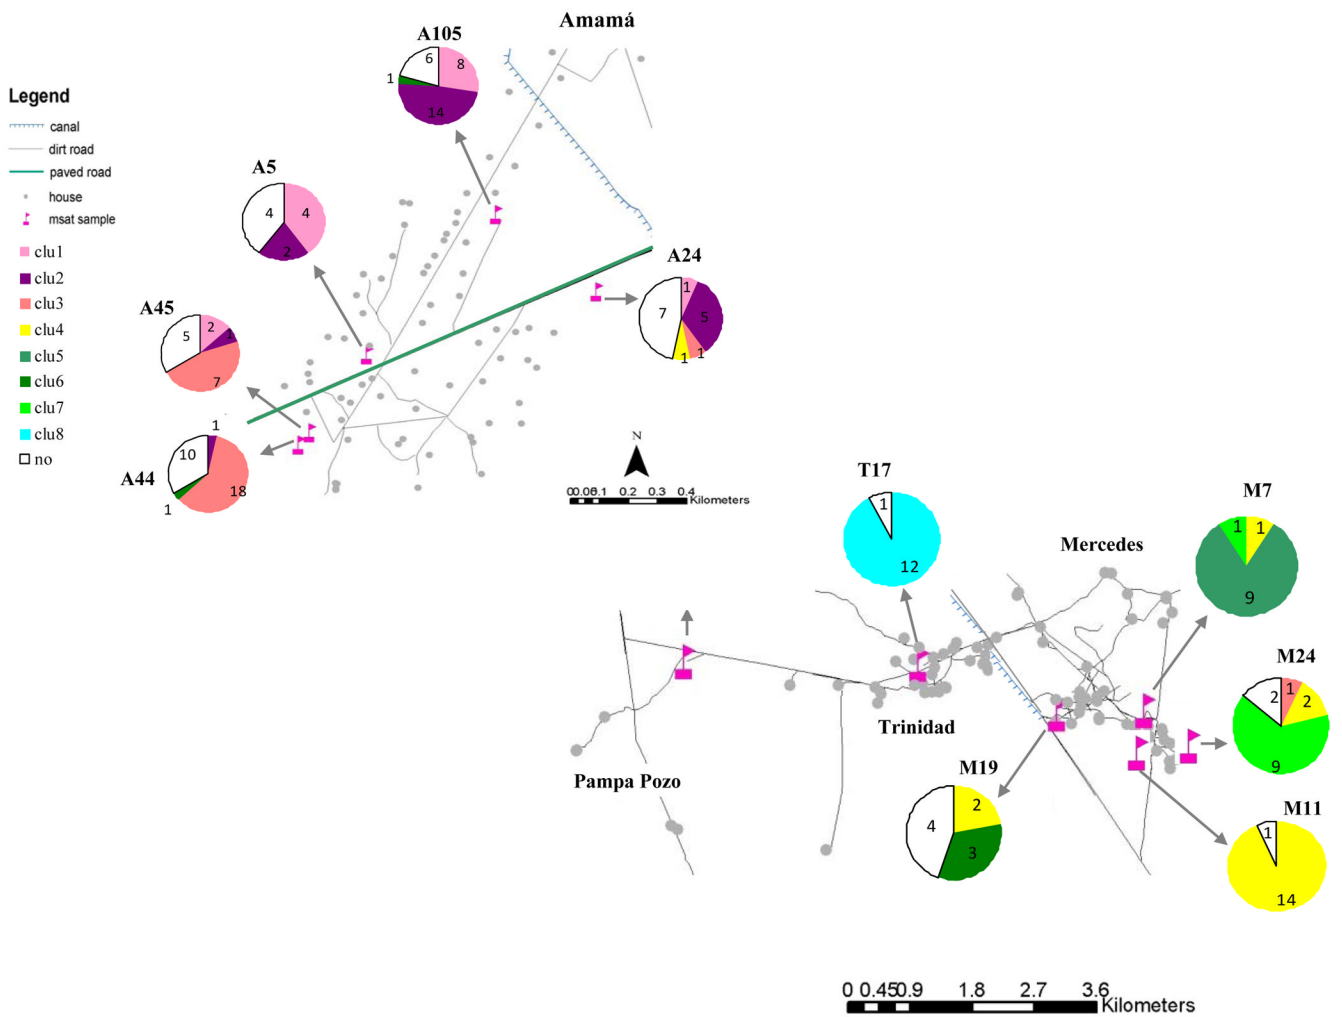 Amamá
A105
6
8
1
14
Legend
canal
dirt road
paved road
house
msat sample
clu1
clu2
clu3
clu4
clu5
clu6
clu7
clu8
no
A5
4
4
2
A24
1
7
5
1
1
A45
2
5
1
7
A44
1
10
18
1
N
0
0.05
0.1
0.2
0.3
0.4
Kilometers
T17
1
12
Mercedes
M7
1
1
9
M24
1
2
2
9
Trinidad
Pampa Pozo
M19
2
4
3
M11
1
14
0 0.45 0.9 1.8 2.7 3.6
Kilometers